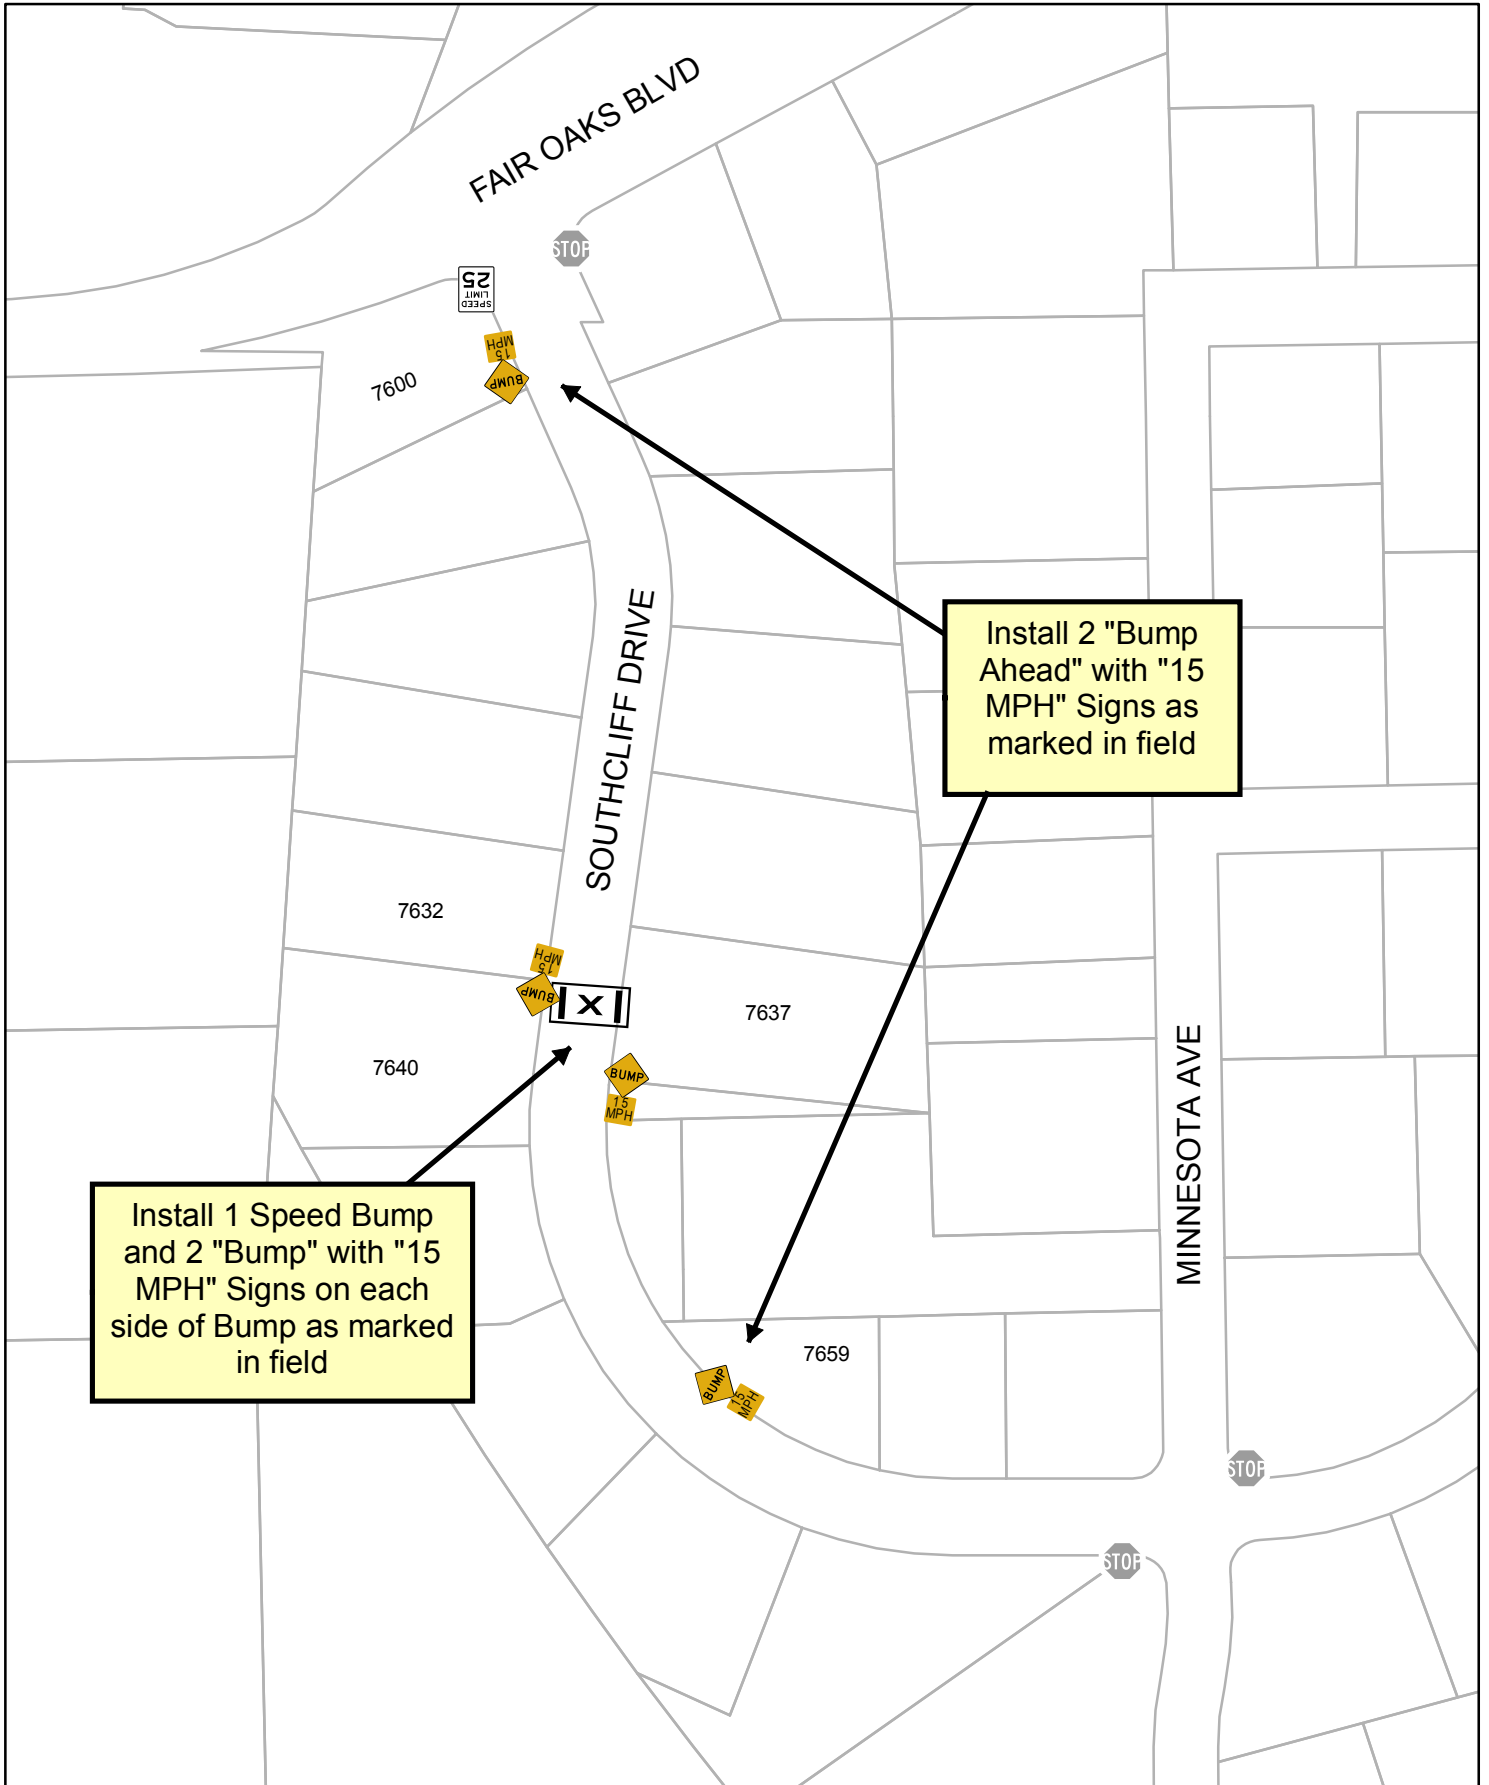 FAIR OAKS BLVD
STOP
SPEED
LIMIT
25
15
MPH
BUMP
7600
SOUTHCLIFF DRIVE
Install 2 "Bump
Ahead" with "15
MPH" Signs as
marked in field
7632
15
MPH
BUMP
X
7637
7640
BUMP
15
MPH
MINNESOTA AVE
Install 1 Speed Bump
and 2 "Bump" with "15
MPH" Signs on each
side of Bump as marked
in field
7659
BUMP
15
MPH
STOP
STOP